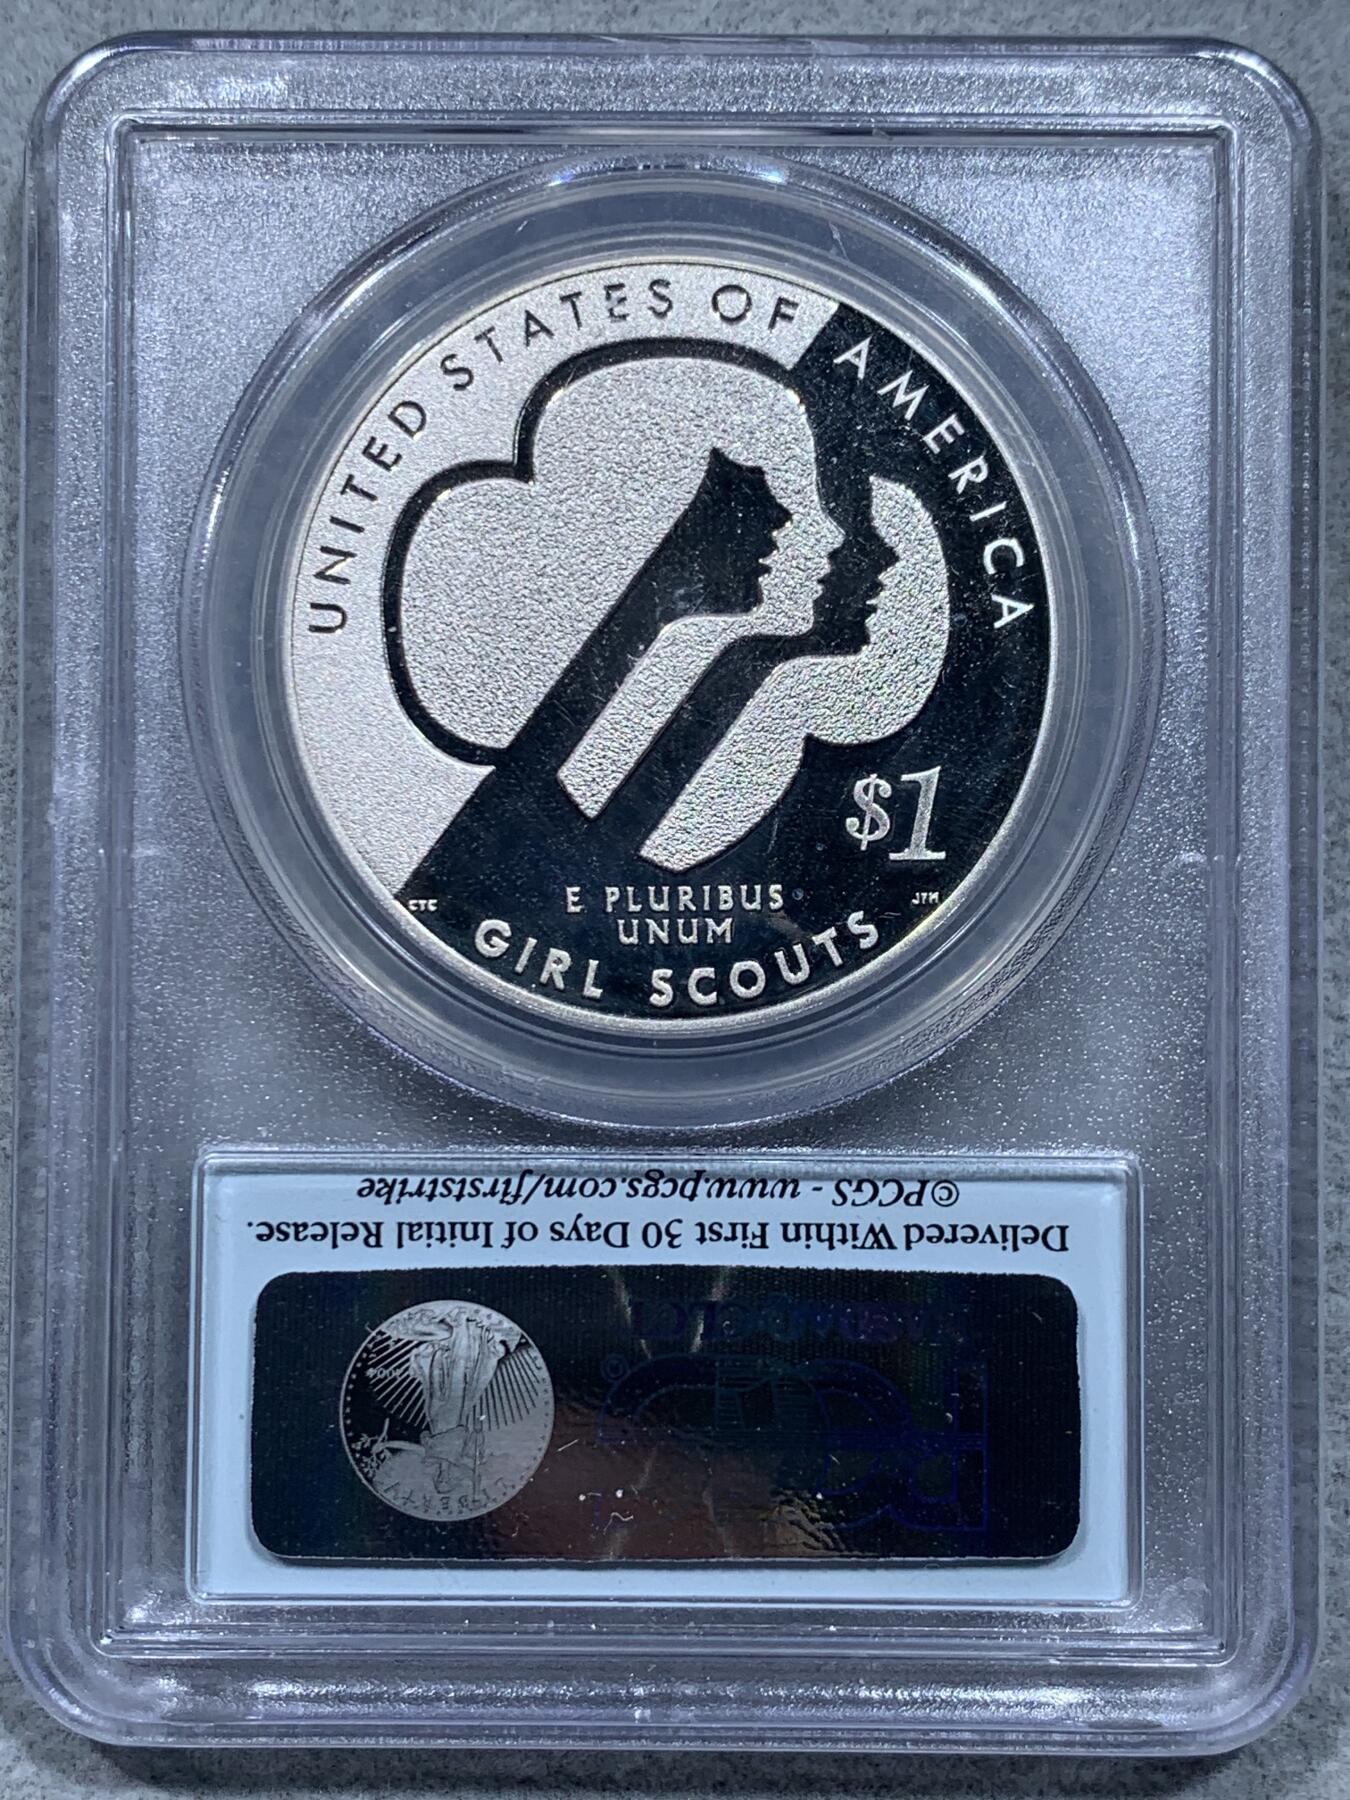 UNITED STATES OF AMERICA
$1
E PLURIBUS
UNUM
CTC
JFM
GIRL SCOUTS
Delivered Within First 30 Days of Initial Release.
©PCGS - www.pcgs.com/firststrike
LIBERTY